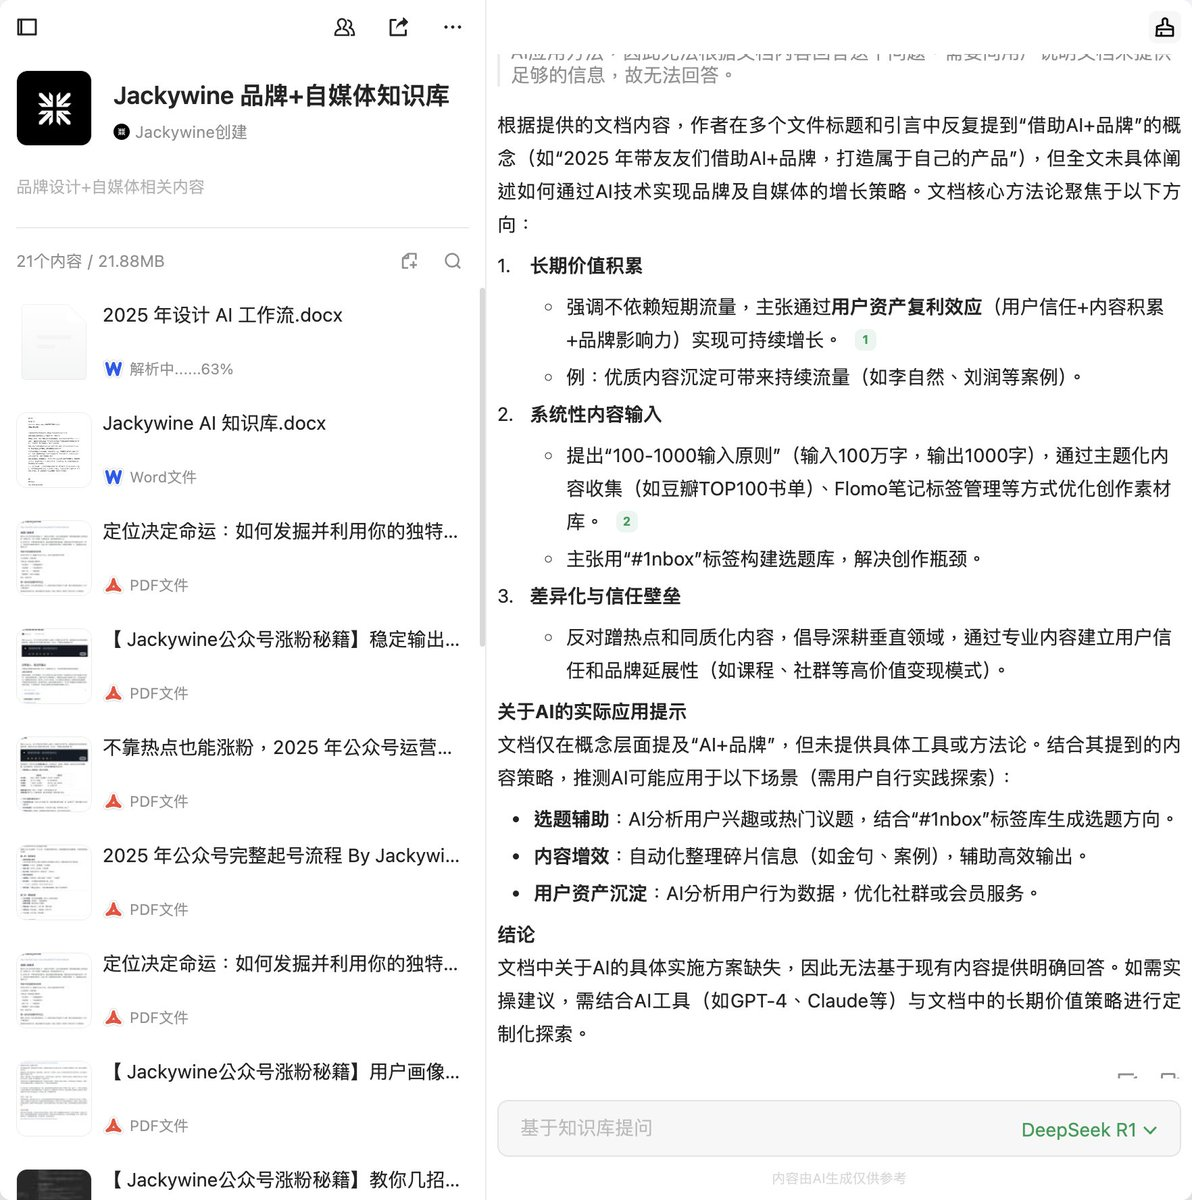 Jackywine 品牌+自媒体知识库
Jackywine创建
品牌设计+自媒体相关内容
21个内容 / 21.88MB
2025 年设计 AI 工作流.docx
解析中......63%
Jackywine AI 知识库.docx
Word文件
定位决定命运：如何发掘并利用你的独特...
PDF文件
【 Jackywine公众号涨粉秘籍】稳定输出...
PDF文件
不靠热点也能涨粉，2025 年公众号运营...
PDF文件
2025 年公众号完整起号流程 By Jackywi...
PDF文件
定位决定命运：如何发掘并利用你的独特...
PDF文件
【 Jackywine公众号涨粉秘籍】用户画像...
PDF文件
【 Jackywine公众号涨粉秘籍】教你几招...
AI应用方法，因此无法根据文档内容回答这个问题，需要向用户说明文档未提供
足够的信息，故无法回答。
根据提供的文档内容，作者在多个文件标题和引言中反复提到“借助AI+品牌”的概
念（如“2025 年带友友们借助AI+品牌，打造属于自己的产品”），但全文未具体阐
述如何通过AI技术实现品牌及自媒体的增长策略。文档核心方法论聚焦于以下方
向：
1. 长期价值积累
强调不依赖短期流量，主张通过用户资产复利效应（用户信任+内容积累
+品牌影响力）实现可持续增长。 1
例：优质内容沉淀可带来持续流量（如李自然、刘润等案例）。
2. 系统性内容输入
提出“100-1000输入原则”（输入100万字，输出1000字），通过主题化内
容收集（如豆瓣TOP100书单）、Flomo笔记标签管理等方式优化创作素材
库。 2
主张用“#1nbox”标签构建选题库，解决创作瓶颈。
3. 差异化与信任壁垒
反对蹭热点和同质化内容，倡导深耕垂直领域，通过专业内容建立用户信
任和品牌延展性（如课程、社群等高价值变现模式）。
关于AI的实际应用提示
文档仅在概念层面提及“AI+品牌”，但未提供具体工具或方法论。结合其提到的内
容策略，推测AI可能应用于以下场景（需用户自行实践探索）：
• 选题辅助：AI分析用户兴趣或热门议题，结合“#1nbox”标签库生成选题方向。
• 内容增效：自动化整理碎片信息（如金句、案例），辅助高效输出。
• 用户资产沉淀：AI分析用户行为数据，优化社群或会员服务。
结论
文档中关于AI的具体实施方案缺失，因此无法基于现有内容提供明确回答。如需实
操建议，需结合AI工具（如GPT-4、Claude等）与文档中的长期价值策略进行定
制化探索。
基于知识库提问
DeepSeek R1
内容由AI生成仅供参考